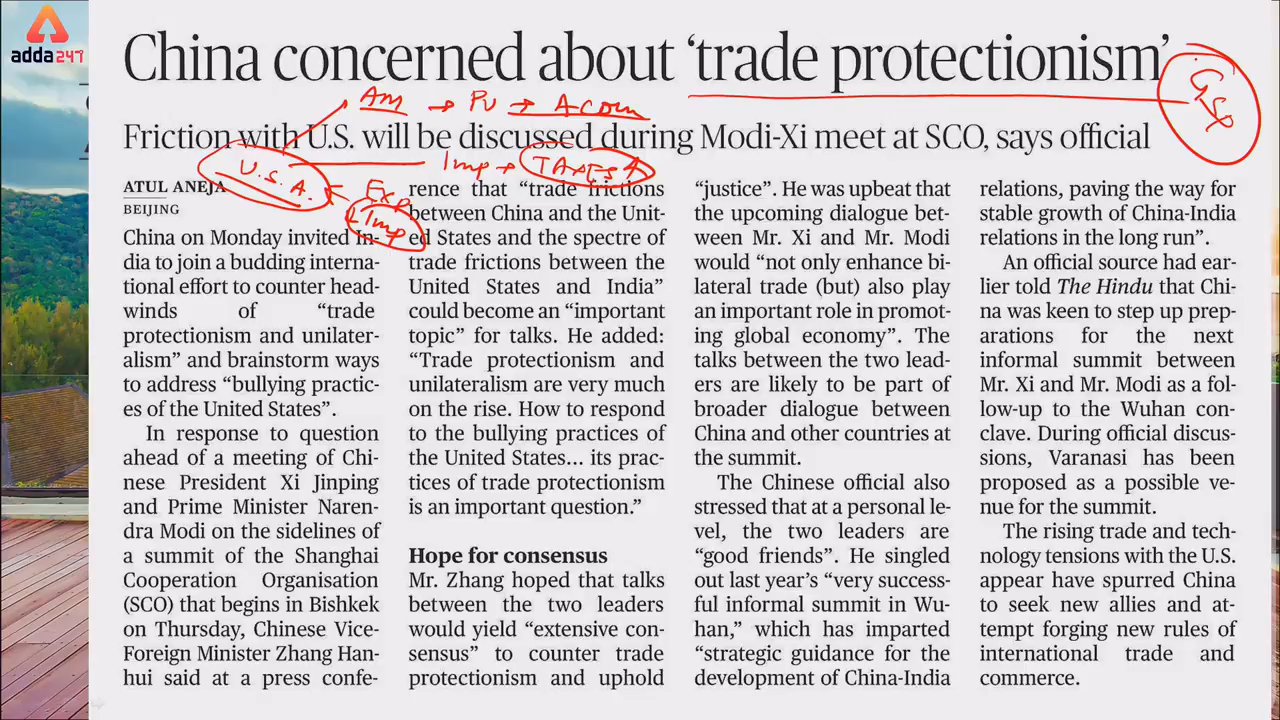 adda247
China concerned about ‘trade protectionism’
Friction with U.S. will be discussed during Modi-Xi meet at SCO, says official
Am → → A
Imp → TAXES
U.S.A.
Exp
Imp
ATUL ANEJA
BEIJING
China on Monday invited In-
dia to join a budding interna-
tional effort to counter head-
winds of “trade
protectionism and unilater-
alism” and brainstorm ways
to address “bullying practic-
es of the United States”.
In response to question
ahead of a meeting of Chi-
nese President Xi Jinping
and Prime Minister Naren-
dra Modi on the sidelines of
a summit of the Shanghai
Cooperation Organisation
(SCO) that begins in Bishkek
on Thursday, Chinese Vice-
Foreign Minister Zhang Han-
hui said at a press confe-
rence that “trade frictions
between China and the Unit-
ed States and the spectre of
trade frictions between the
United States and India”
could become an “important
topic” for talks. He added:
“Trade protectionism and
unilateralism are very much
on the rise. How to respond
to the bullying practices of
the United States... its prac-
tices of trade protectionism
is an important question.”
Hope for consensus
Mr. Zhang hoped that talks
between the two leaders
would yield “extensive con-
sensus” to counter trade
protectionism and uphold
“justice”. He was upbeat that
the upcoming dialogue bet-
ween Mr. Xi and Mr. Modi
would “not only enhance bi-
lateral trade (but) also play
an important role in promot-
ing global economy”. The
talks between the two lead-
ers are likely to be part of
broader dialogue between
China and other countries at
the summit.
The Chinese official also
stressed that at a personal le-
vel, the two leaders are
“good friends”. He singled
out last year’s “very success-
ful informal summit in Wu-
han,” which has imparted
“strategic guidance for the
development of China-India
relations, paving the way for
stable growth of China-India
relations in the long run”.
An official source had ear-
lier told The Hindu that Chi-
na was keen to step up prep-
arations for the next
informal summit between
Mr. Xi and Mr. Modi as a fol-
low-up to the Wuhan con-
clave. During official discus-
sions, Varanasi has been
proposed as a possible ve-
nue for the summit.
The rising trade and tech-
nology tensions with the U.S.
appear have spurred China
to seek new allies and at-
tempt forging new rules of
international trade and
commerce.